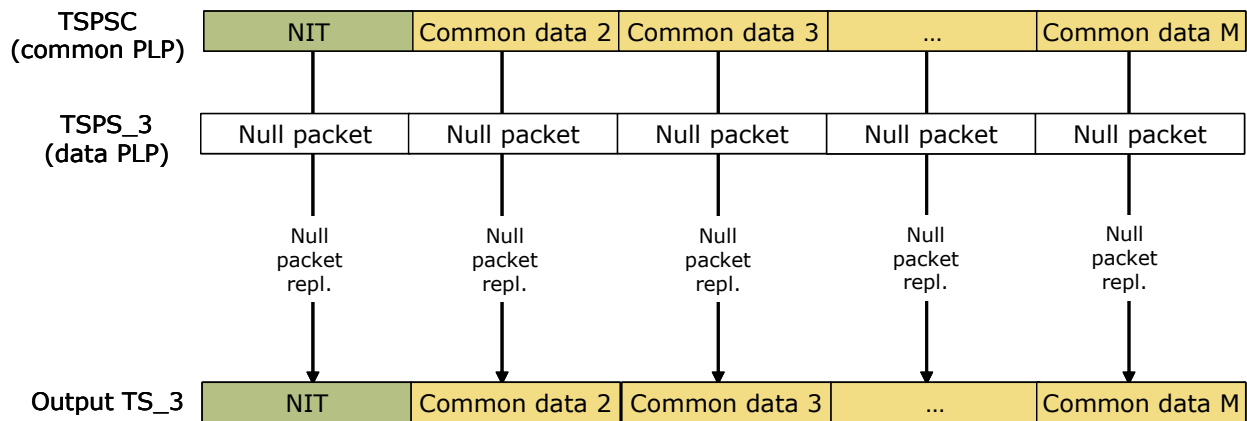 TSPSC
(common PLP)
NIT
Common data 2
Common data 3
...
Common data M
TSPS_3
(data PLP)
Null packet
Null packet
Null packet
Null packet
Null packet
Null
packet
repl.
Null
packet
repl.
Null
packet
repl.
Null
packet
repl.
Null
packet
repl.
Output TS_3
NIT
Common data 2
Common data 3
...
Common data M